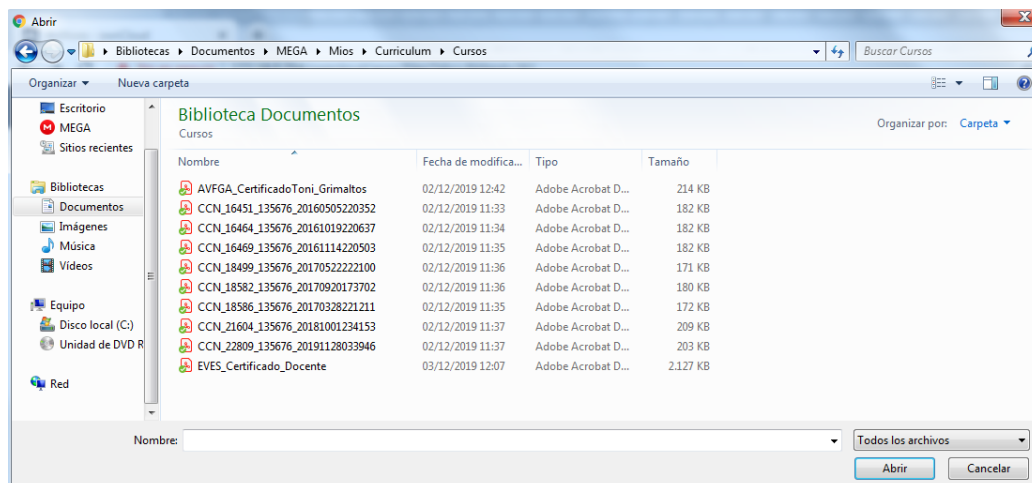 Abrir
Bibliotecas Documentos MEGA Mios Curriculum Cursos
Buscar Cursos
Organizar Nueva carpeta
Escritorio
MEGA
Sitios recientes
Bibliotecas
Documentos
Imágenes
Música
Vídeos
Equipo
Disco local (C:)
Unidad de DVD R
Red
Biblioteca Documentos
Cursos
Organizar por: Carpeta
Nombre Fecha de modifica... Tipo Tamaño
AVFGA_CertificadoToni_Grimaltos 02/12/2019 12:42 Adobe Acrobat D... 214 KB
CCN_16451_135676_20160505220352 02/12/2019 11:33 Adobe Acrobat D... 182 KB
CCN_16464_135676_20161019220637 02/12/2019 11:34 Adobe Acrobat D... 182 KB
CCN_16469_135676_20161114220503 02/12/2019 11:35 Adobe Acrobat D... 182 KB
CCN_18499_135676_20170522222100 02/12/2019 11:36 Adobe Acrobat D... 171 KB
CCN_18582_135676_20170920173702 02/12/2019 11:36 Adobe Acrobat D... 180 KB
CCN_18586_135676_20170328221211 02/12/2019 11:35 Adobe Acrobat D... 172 KB
CCN_21604_135676_20181001234153 02/12/2019 11:37 Adobe Acrobat D... 209 KB
CCN_22809_135676_20191128033946 02/12/2019 11:37 Adobe Acrobat D... 203 KB
EVES_Certificado_Docente 03/12/2019 12:07 Adobe Acrobat D... 2.127 KB
Nombre:
Todos los archivos
Abrir Cancelar